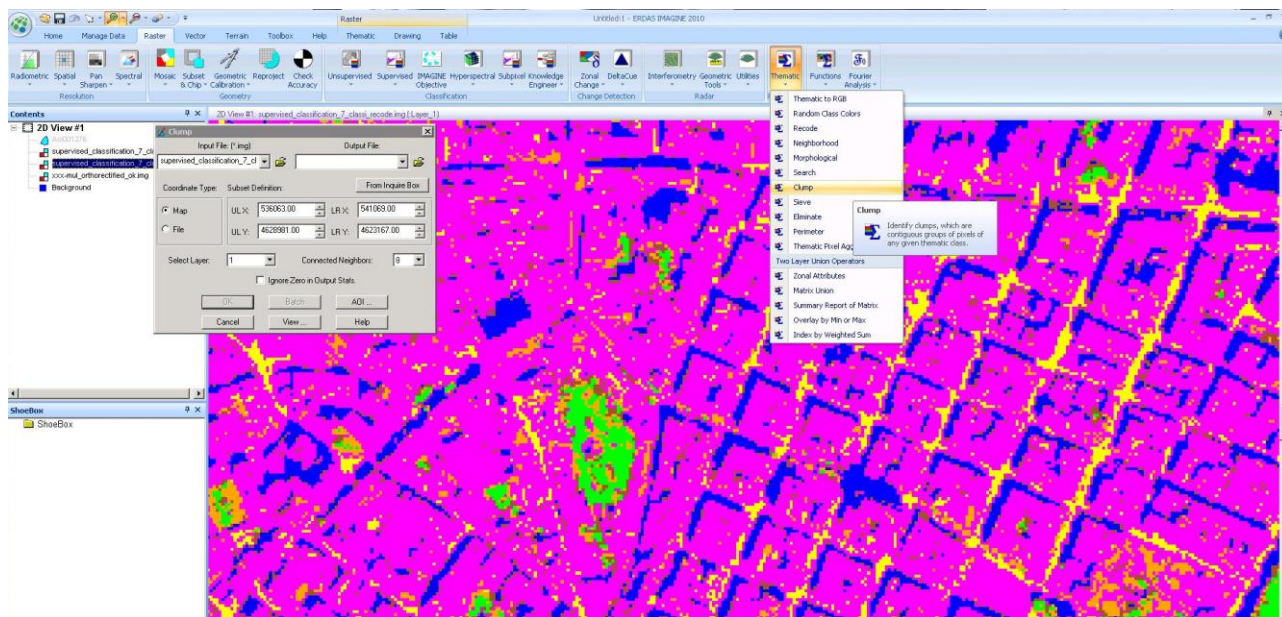 Raster
Untitled:1 - ERDAS IMAGINE 2010
Home Manage Data Raster Vector Terrain Toolbox Help Thematic Drawing Table
Radiometric Spatial Pan Sharpen Spectral Mosaic Subset & Chip Geometric Calibration Reproject Check Accuracy Unsupervised Supervised IMAGINE Objective Hyperspectral Subpixel Knowledge Engineer Zonal Change DeltaCue Interferometry Geometric Tools Utilities Thematic Functions Fourier Analysis
Resolution Geometry Classification Change Detection Radar
Contents
2D View #1: supervised_classification_7_classi_recode.img (Layer_1)
2D View #1
supervised_classification_7_cl
supervised_classification_7_cl
xxx-mul_orthorectified_ok.img
Background
Clump
Input File: (*.img) Output File:
supervised_classification_7_cl
Coordinate Type: Subset Definition: From Inquire Box
Map UL X: 536063.00 LR X: 541069.00
File UL Y: 4628981.00 LR Y: 4623167.00
Select Layer: 1 Connected Neighbors: 8
Ignore Zero in Output Stats.
OK Batch AOI ...
Cancel View ... Help
Thematic to RGB
Random Class Colors
Recode
Neighborhood
Morphological
Search
Clump
Sieve
Eliminate
Perimeter
Thematic Pixel Agg
Two Layer Union Operators
Zonal Attributes
Matrix Union
Summary Report of Matrix
Overlay by Min or Max
Index by Weighted Sum
Clump
Identify clumps, which are
contiguous groups of pixels of
any given thematic class.
ShoeBox
ShoeBox